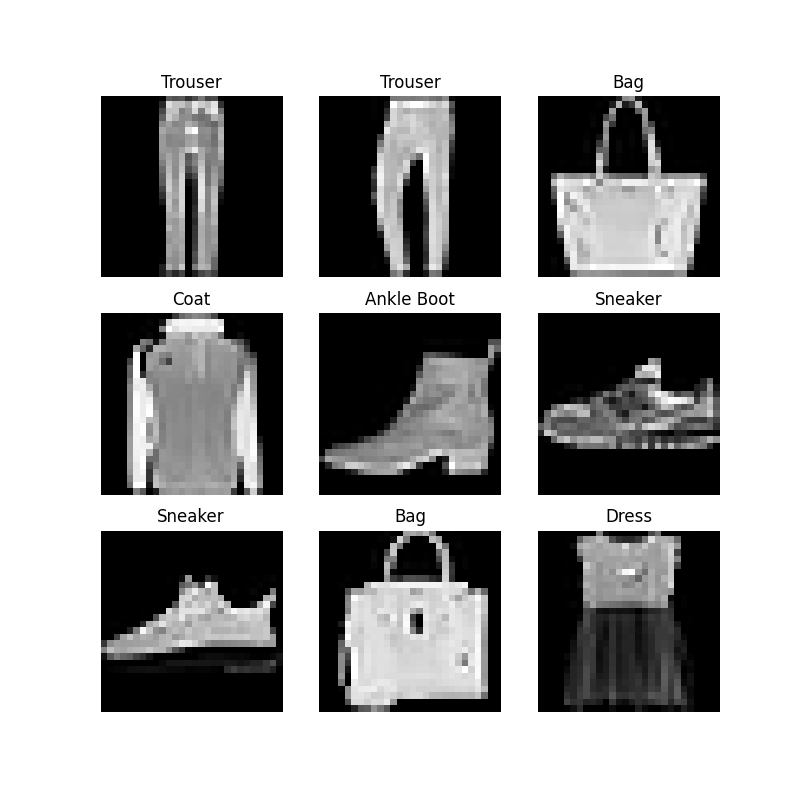 Trouser
Trouser
Bag
Coat
Ankle Boot
Sneaker
Sneaker
Bag
Dress